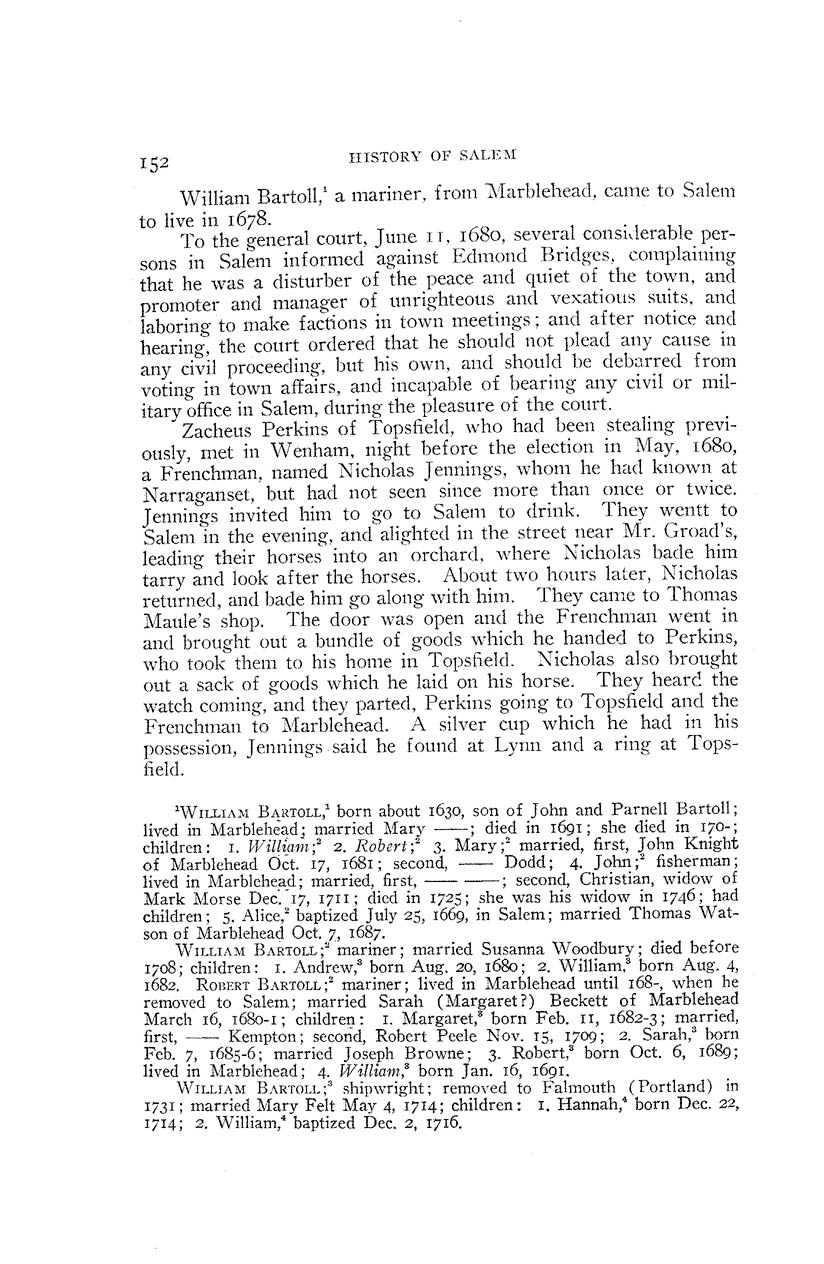 152
HISTORY OF SALEM
William Bartoll,¹ a mariner, from Marblehead, came to Salem
to live in 1678.
To the general court, June 11, 1680, several considerable per-
sons in Salem informed against Edmond Bridges, complaining
that he was a disturber of the peace and quiet of the town, and
promoter and manager of unrighteous and vexatious suits, and
laboring to make factions in town meetings; and after notice and
hearing, the court ordered that he should not plead any cause in
any civil proceeding, but his own, and should be debarred from
voting in town affairs, and incapable of bearing any civil or mil-
itary office in Salem, during the pleasure of the court.
Zacheus Perkins of Topsfield, who had been stealing previ-
ously, met in Wenham, night before the election in May, 1680,
a Frenchman, named Nicholas Jennings, whom he had known at
Narraganset, but had not seen since more than once or twice.
Jennings invited him to go to Salem to drink. They wentt to
Salem in the evening, and alighted in the street near Mr. Groad's,
leading their horses into an orchard, where Nicholas bade him
tarry and look after the horses. About two hours later, Nicholas
returned, and bade him go along with him. They came to Thomas
Maule's shop. The door was open and the Frenchman went in
and brought out a bundle of goods which he handed to Perkins,
who took them to his home in Topsfield. Nicholas also brought
out a sack of goods which he laid on his horse. They heard the
watch coming, and they parted, Perkins going to Topsfield and the
Frenchman to Marblehead. A silver cup which he had in his
possession, Jennings said he found at Lynn and a ring at Tops-
field.
¹WILLIAM BARTOLL,¹ born about 1630, son of John and Parnell Bartoll;
lived in Marblehead; married Mary ——; died in 1691; she died in 170-;
children: 1. William;² 2. Robert;² 3. Mary;² married, first, John Knight
of Marblehead Oct. 17, 1681; second, —— Dodd; 4. John;² fisherman;
lived in Marblehead; married, first, —— ——; second, Christian, widow of
Mark Morse Dec. 17, 1711; died in 1725; she was his widow in 1746; had
children; 5. Alice,² baptized July 25, 1669, in Salem; married Thomas Wat-
son of Marblehead Oct. 7, 1687.
WILLIAM BARTOLL;² mariner; married Susanna Woodbury; died before
1708; children: 1. Andrew,³ born Aug. 20, 1680; 2. William,³ born Aug. 4,
1682. ROBERT BARTOLL;² mariner; lived in Marblehead until 168-, when he
removed to Salem; married Sarah (Margaret?) Beckett of Marblehead
March 16, 1680-1; children: 1. Margaret,³ born Feb. 11, 1682-3; married,
first, —— Kempton; second, Robert Peele Nov. 15, 1709; 2. Sarah,³ born
Feb. 7, 1685-6; married Joseph Browne; 3. Robert,³ born Oct. 6, 1689;
lived in Marblehead; 4. William,³ born Jan. 16, 1691.
WILLIAM BARTOLL;³ shipwright; removed to Falmouth (Portland) in
1731; married Mary Felt May 4, 1714; children: 1. Hannah,⁴ born Dec. 22,
1714; 2. William,⁴ baptized Dec. 2, 1716.